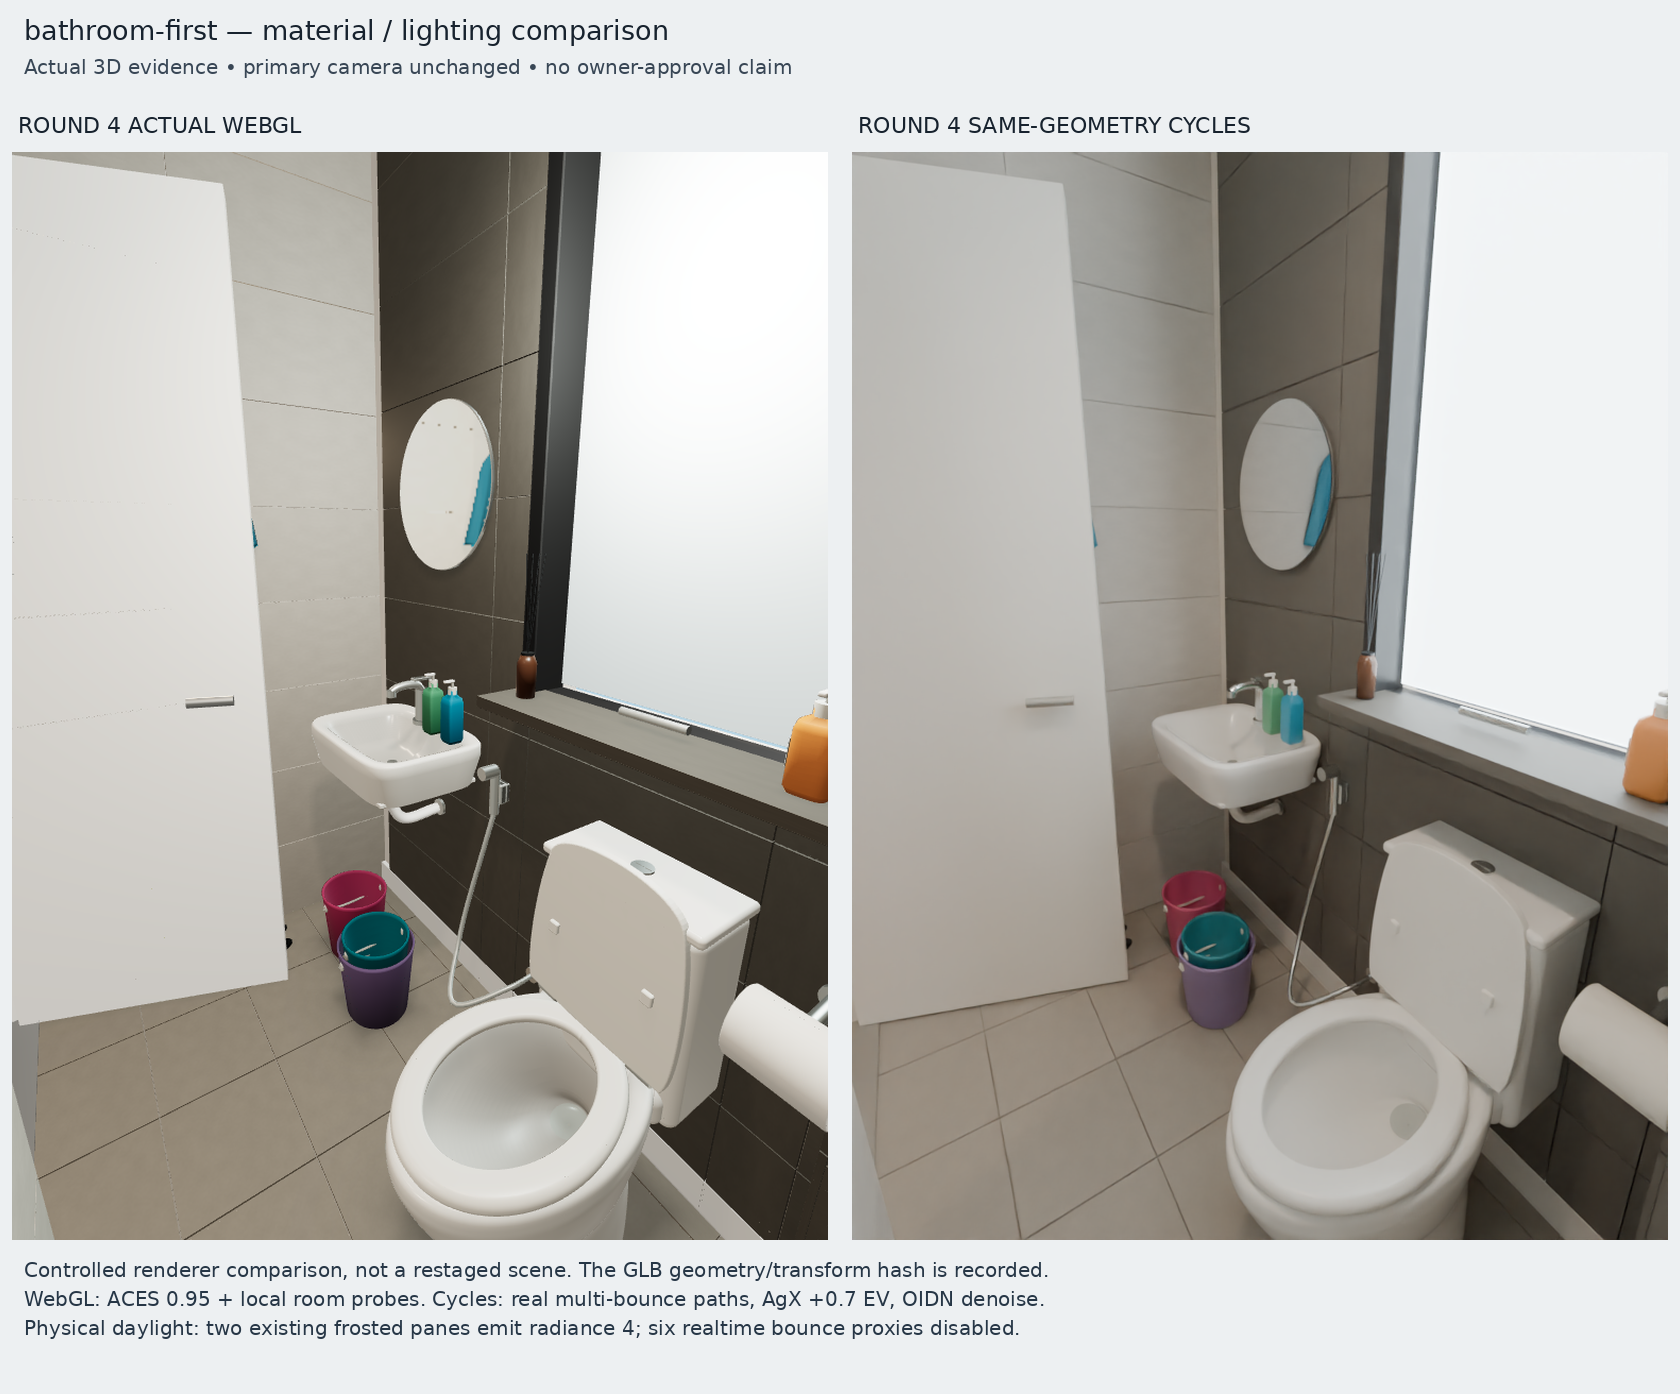 bathroom-first — material / lighting comparison
Actual 3D evidence • primary camera unchanged • no owner-approval claim
ROUND 4 ACTUAL WEBGL
ROUND 4 SAME-GEOMETRY CYCLES
Controlled renderer comparison, not a restaged scene. The GLB geometry/transform hash is recorded.
WebGL: ACES 0.95 + local room probes. Cycles: real multi-bounce paths, AgX +0.7 EV, OIDN denoise.
Physical daylight: two existing frosted panes emit radiance 4; six realtime bounce proxies disabled.